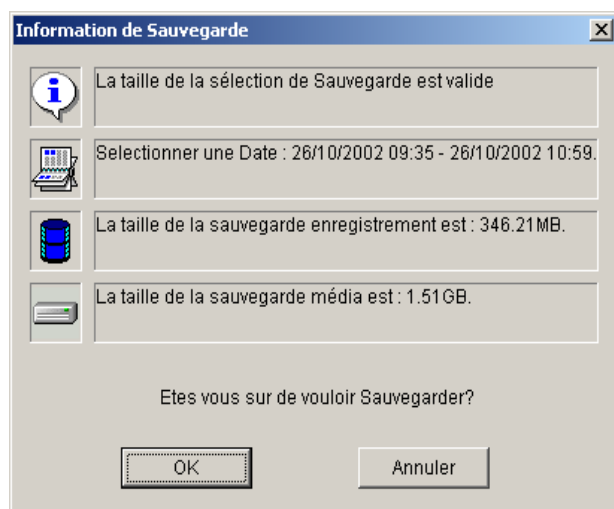 Information de Sauvegarde
La taille de la sélection de Sauvegarde est valide
Selectionner une Date : 26/10/2002 09:35 - 26/10/2002 10:59.
La taille de la sauvegarde enregistrement est : 346.21MB.
La taille de la sauvegarde média est : 1.51GB.
Etes vous sur de vouloir Sauvegarder?
OK
Annuler